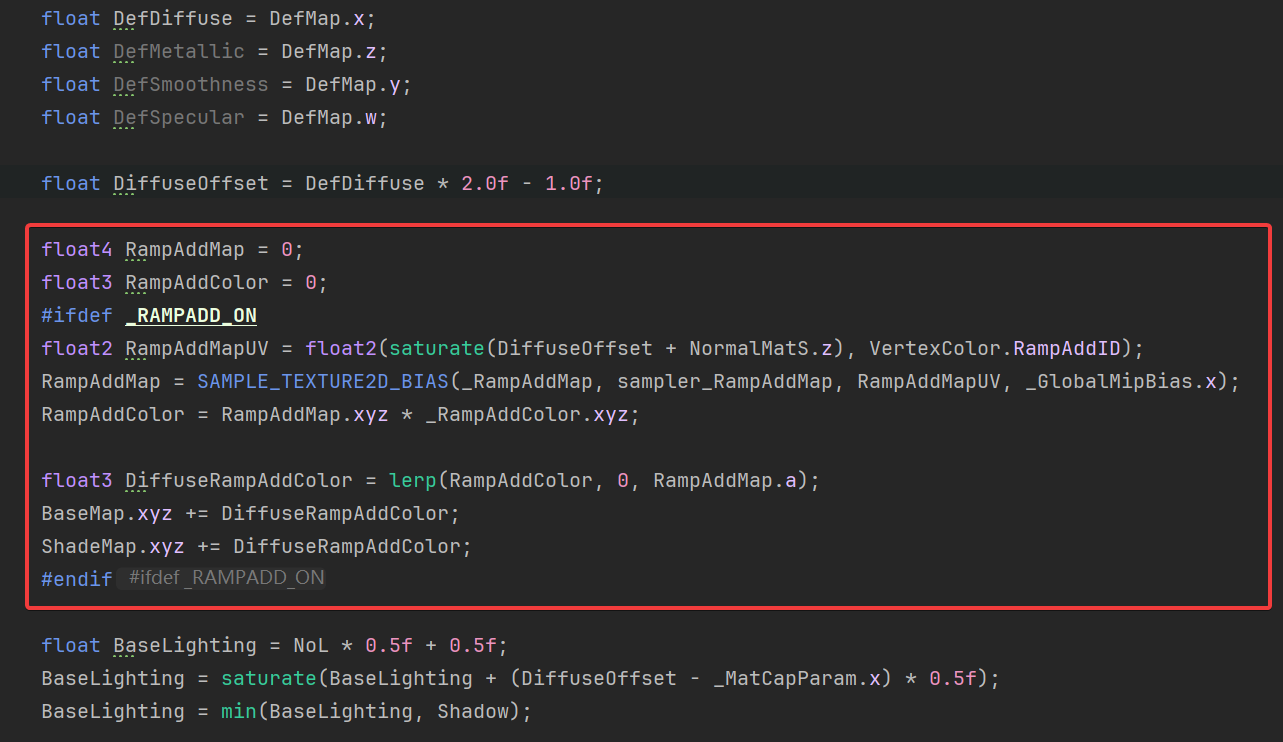 float DefDiffuse = DefMap.x;
float DefMetallic = DefMap.z;
float DefSmoothness = DefMap.y;
float DefSpecular = DefMap.w;
float DiffuseOffset = DefDiffuse * 2.0f - 1.0f;
float4 RampAddMap = 0;
float3 RampAddColor = 0;
#ifdef _RAMPADD_ON
float2 RampAddMapUV = float2(saturate(DiffuseOffset + NormalMatS.z), VertexColor.RampAddID);
RampAddMap = SAMPLE_TEXTURE2D_BIAS(_RampAddMap, sampler_RampAddMap, RampAddMapUV, _GlobalMipBias.x);
RampAddColor = RampAddMap.xyz * _RampAddColor.xyz;
float3 DiffuseRampAddColor = lerp(RampAddColor, 0, RampAddMap.a);
BaseMap.xyz += DiffuseRampAddColor;
ShadeMap.xyz += DiffuseRampAddColor;
#endif #ifdef _RAMPADD_ON
float BaseLighting = NoL * 0.5f + 0.5f;
BaseLighting = saturate(BaseLighting + (DiffuseOffset - _MatCapParam.x) * 0.5f);
BaseLighting = min(BaseLighting, Shadow);